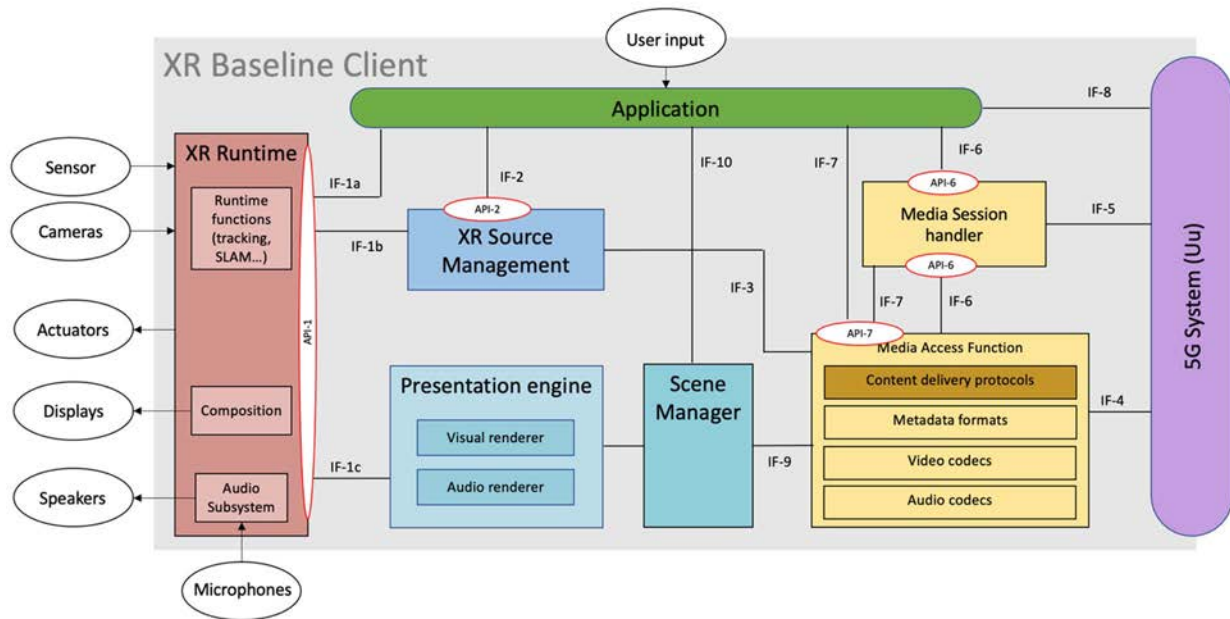 User input
XR Baseline Client
Application
IF-8
XR Runtime
Sensor
IF-1a
IF-2
IF-10
IF-7
IF-6
API-6
Runtime
functions
(tracking,
SLAM...)
API-2
Media Session
handler
IF-5
Cameras
IF-1b
XR Source
Management
API-6
IF-3
IF-7
IF-6
5G System (Uu)
Actuators
API-1
API-7
Media Access Function
Presentation engine
Scene
Manager
Content delivery protocols
Displays
Composition
IF-4
Metadata formats
Visual renderer
IF-1c
IF-9
Video codecs
Speakers
Audio
Subsystem
Audio renderer
Audio codecs
Microphones